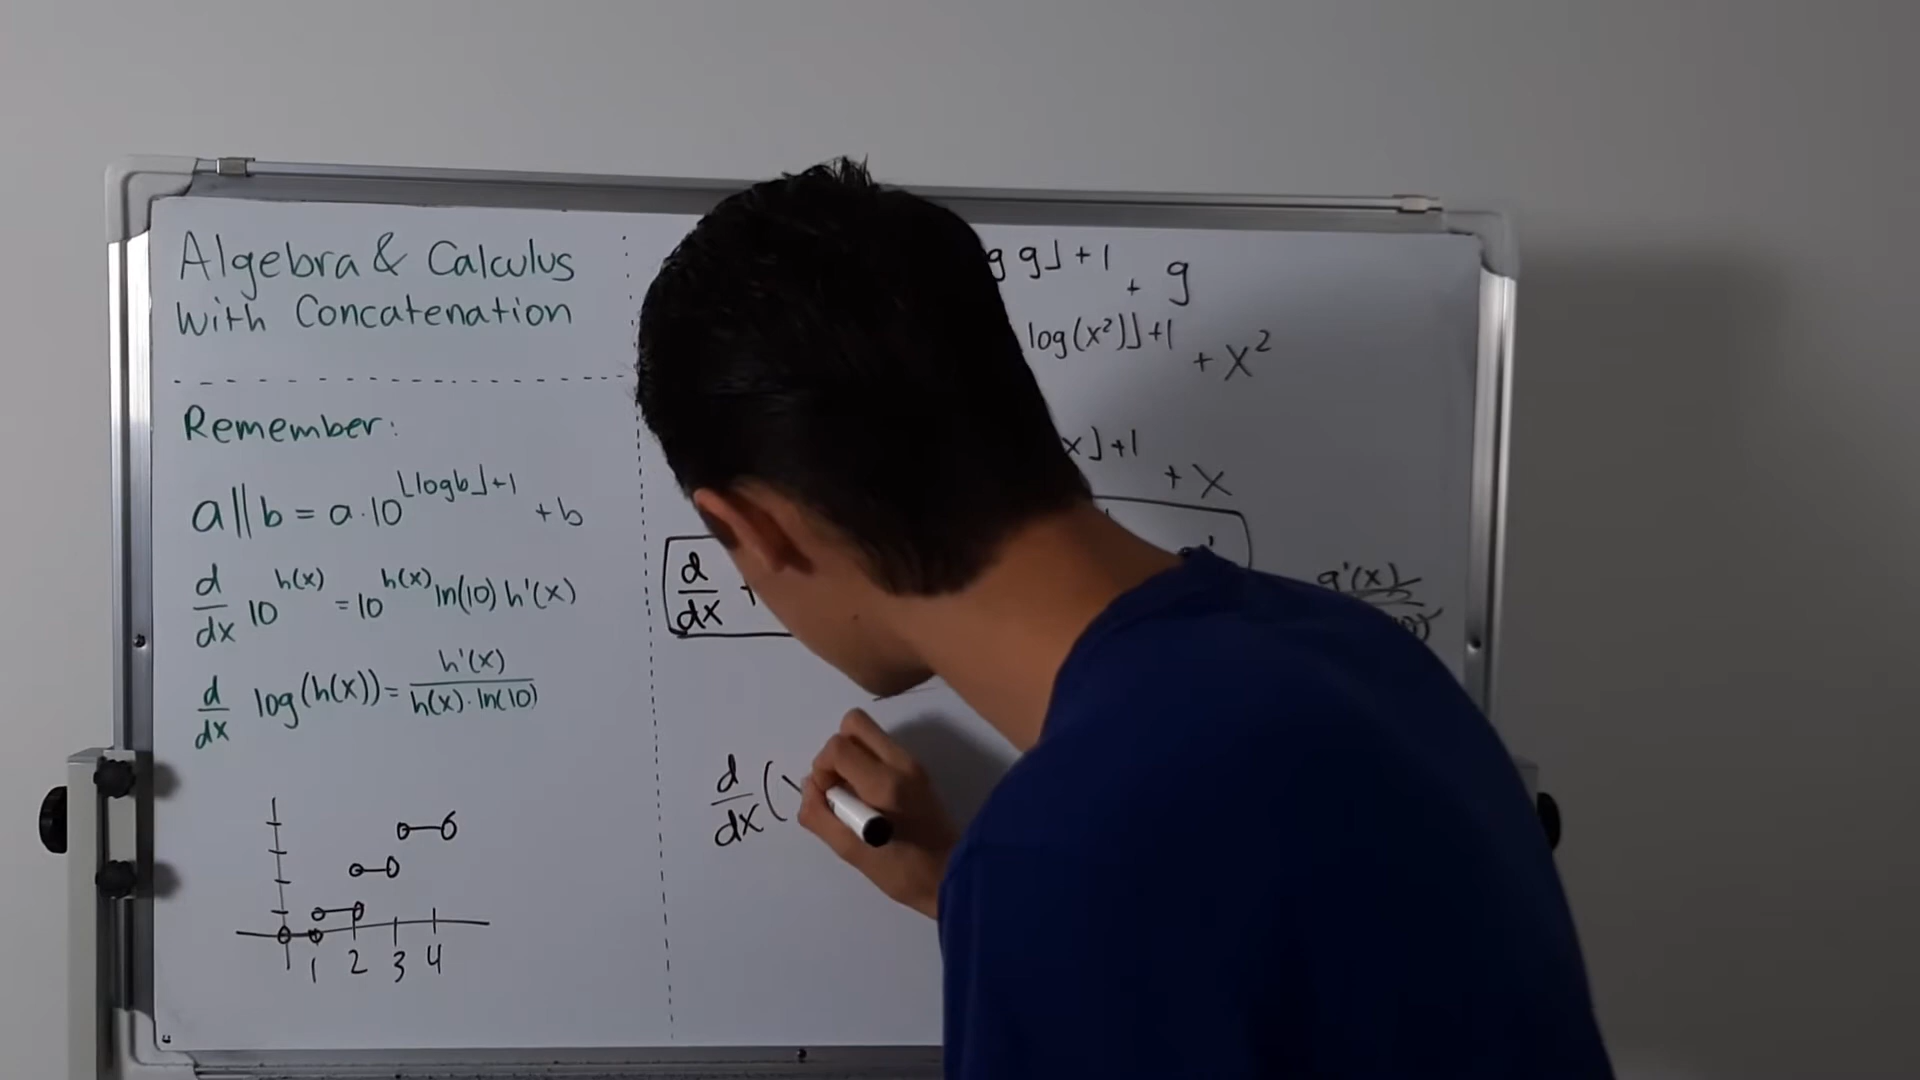 Algebra & Calculus
with Concatenation
Remember:
a||b = a·10^⌊log b⌋+1 + b
d/dx 10^h(x) = 10^h(x) ln(10) h'(x)
d/dx log(h(x)) = h'(x)/h(x)·ln(10)
1 2 3 4
g⌋+1 + g
log(x²)⌋+1 + x²
x⌋+1 + x
d/dx
g'(x)
d/dx(